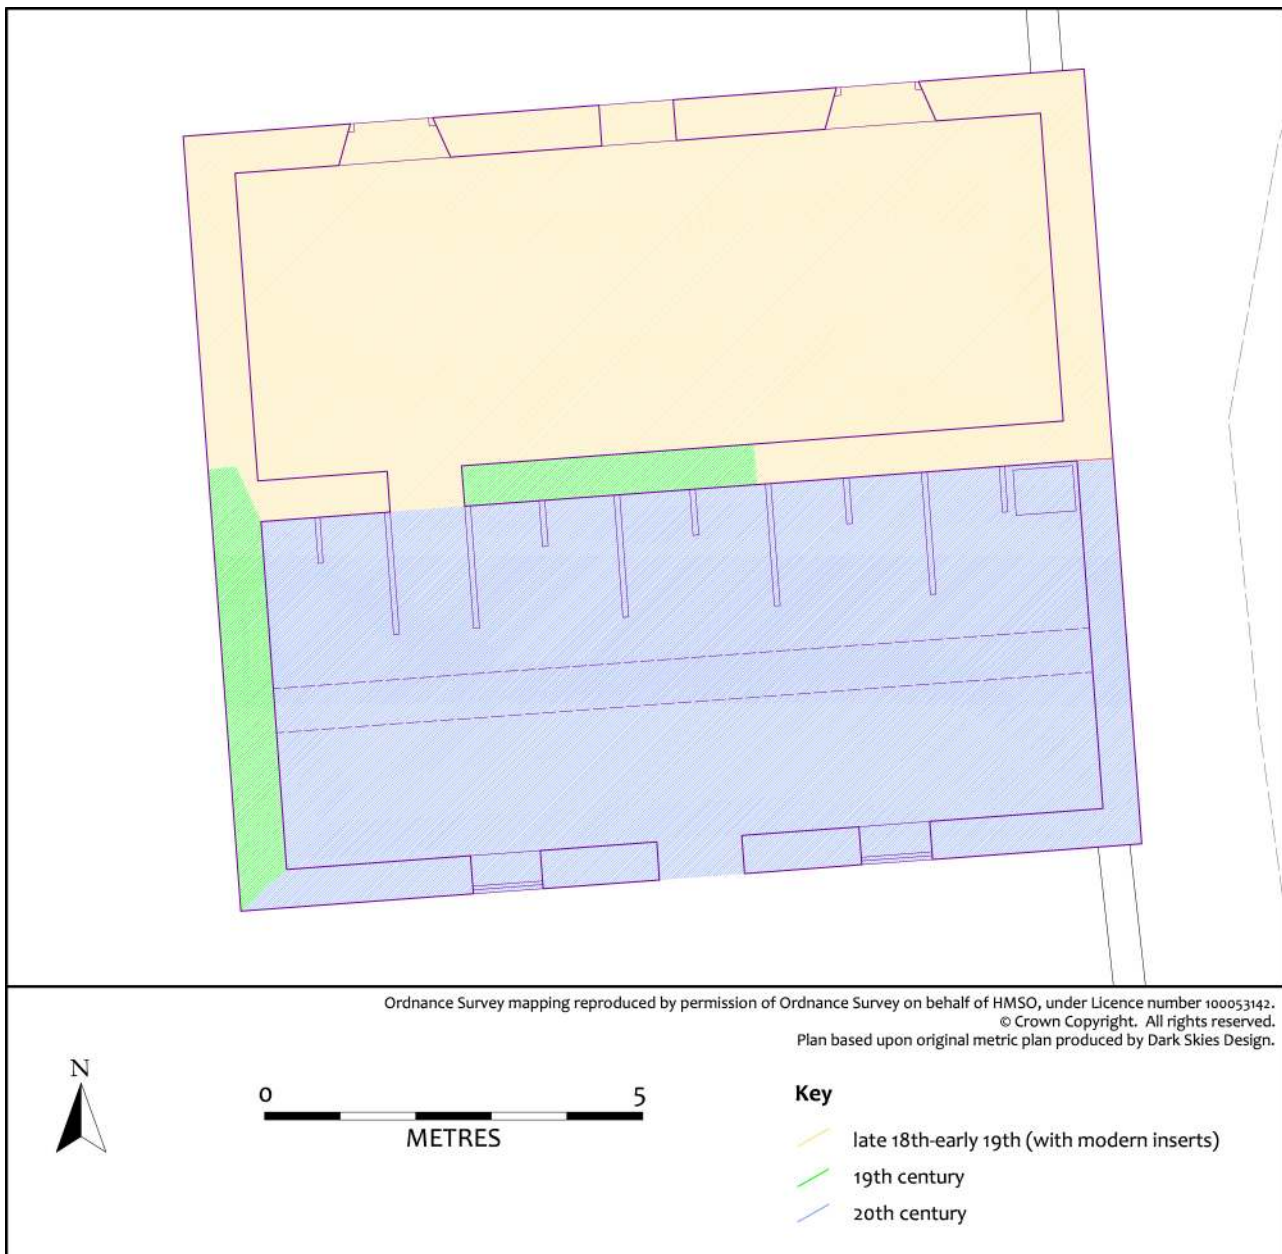 Ordnance Survey mapping reproduced by permission of Ordnance Survey on behalf of HMSO, under Licence number 100053142.
© Crown Copyright. All rights reserved.
Plan based upon original metric plan produced by Dark Skies Design.
N
0 5
METRES
Key
late 18th-early 19th (with modern inserts)
19th century
20th century